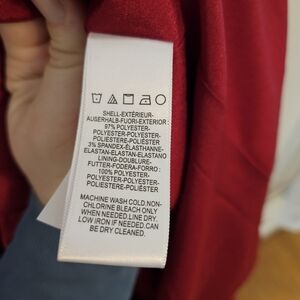 SHELL-EXTÉRIEUR-
AUßERHALB-FUORI-EXTERIOR:
97% POLYESTER-
POLYESTER-POLYESTER-
POLIESTERE-POLIÉSTER
3% SPANDEX-ÉLASTHANNE-
ELASTAN-ELASTAN-ELASTANO
LINING-DOUBLURE-
FUTTER-FODERA-FORRO:
100% POLYESTER-
POLYESTER-POLYESTER-
POLIESTERE-POLIÉSTER
MACHINE WASH COLD,NON-
CHLORINE BLEACH ONLY
WHEN NEEDED,LINE DRY.
LOW IRON IF NEEDED,CAN
BE DRY CLEANED.